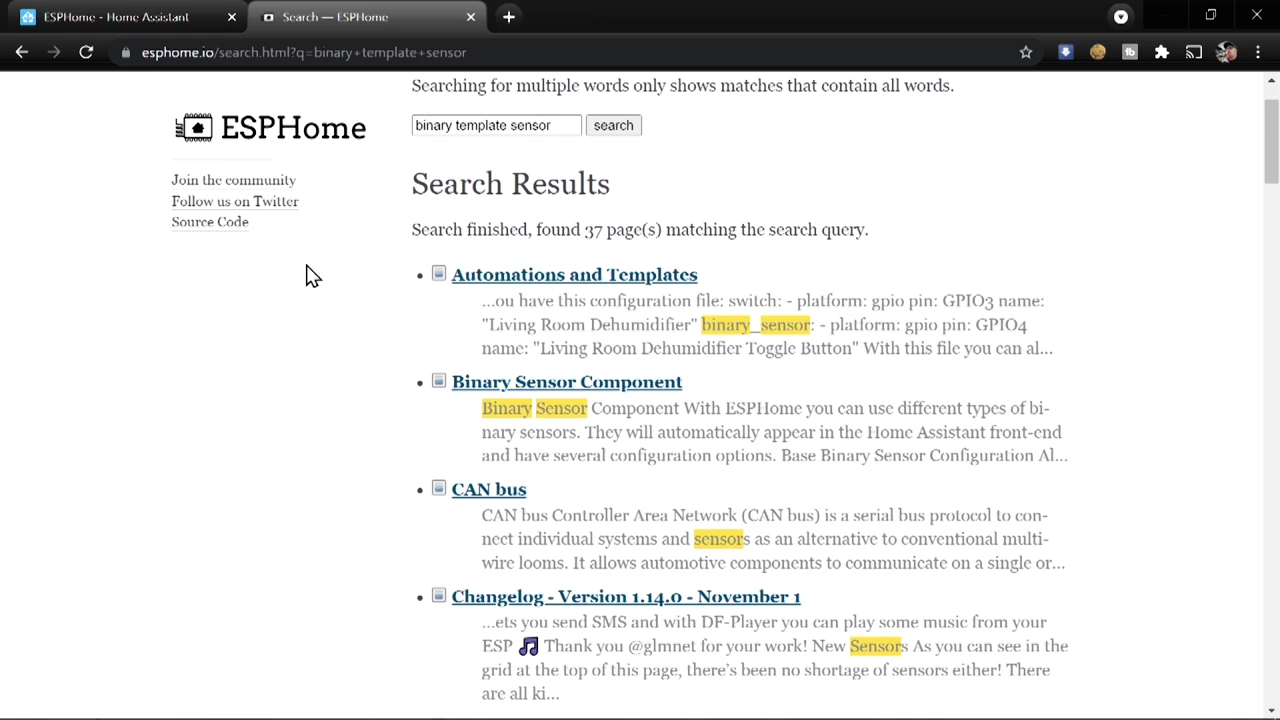 ESPHome - Home Assistant
Search — ESPHome
esphome.io/search.html?q=binary+template+sensor
Searching for multiple words only shows matches that contain all words.
ESPHome
binary template sensor
search
Join the community
Follow us on Twitter
Source Code
Search Results
Search finished, found 37 page(s) matching the search query.
• Automations and Templates
...ou have this configuration file: switch: - platform: gpio pin: GPIO3 name:
"Living Room Dehumidifier" binary_sensor: - platform: gpio pin: GPIO4
name: "Living Room Dehumidifier Toggle Button" With this file you can al...
• Binary Sensor Component
Binary Sensor Component With ESPHome you can use different types of bi-
nary sensors. They will automatically appear in the Home Assistant front-end
and have several configuration options. Base Binary Sensor Configuration Al...
• CAN bus
CAN bus Controller Area Network (CAN bus) is a serial bus protocol to con-
nect individual systems and sensors as an alternative to conventional multi-
wire looms. It allows automotive components to communicate on a single or...
• Changelog - Version 1.14.0 - November 1
...ets you send SMS and with DF-Player you can play some music from your
ESP 🎵 Thank you @glmnet for your work! New Sensors As you can see in the
grid at the top of this page, there's been no shortage of sensors either! There
are all ki...